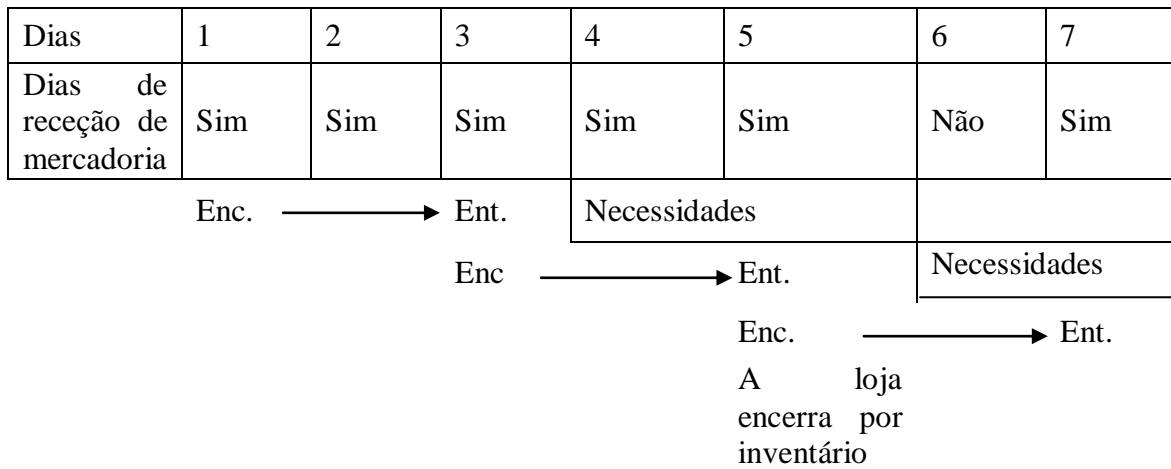 Dias 1 2 3 4 5 6 7
Dias de
receção de
mercadoria
Sim Sim Sim Sim Sim Não Sim
Enc. Ent. Necessidades
Enc Ent. Necessidades
Enc. Ent.
A loja
encerra por
inventário